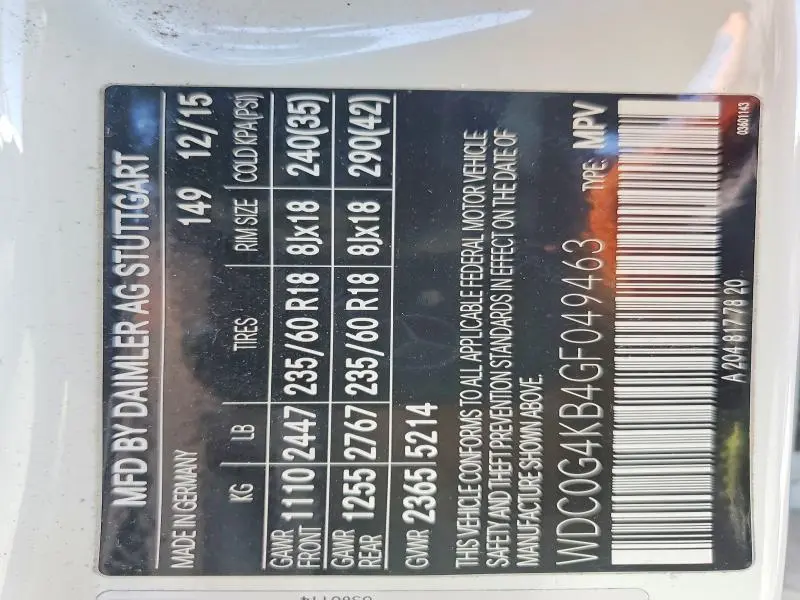 MFD BY DAIMLER AG STUTTGART
MADE IN GERMANY 149 12/15
KG LB TIRES RIM SIZE COLD KPA(PSI)
GAWR FRONT 1110 2447 235/60 R18 8Jx18 240(35)
GAWR REAR 1255 2767 235/60 R18 8Jx18 290(42)
GVWR 2365 5214
THIS VEHICLE CONFORMS TO ALL APPLICABLE FEDERAL MOTOR VEHICLE
SAFETY AND THEFT PREVENTION STANDARDS IN EFFECT ON THE DATE OF
MANUFACTURE SHOWN ABOVE.
WDC0G4KB4GF049463 TYPE: MPV
A 204 817 78 20 03601143